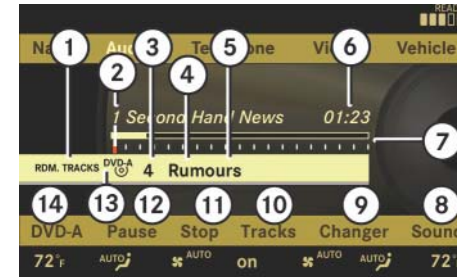 READ
1 3 5 6
Na Au Te one Vi Vehicle
2 4
1 Second Hand News 01:23
7
RDM. TRACKS DVD-A 4 Rumours
14 13 12 11 10 9 8
DVD-A Pause Stop Tracks Changer Soun
72°F AUTO AUTO on AUTO AUTO 72°